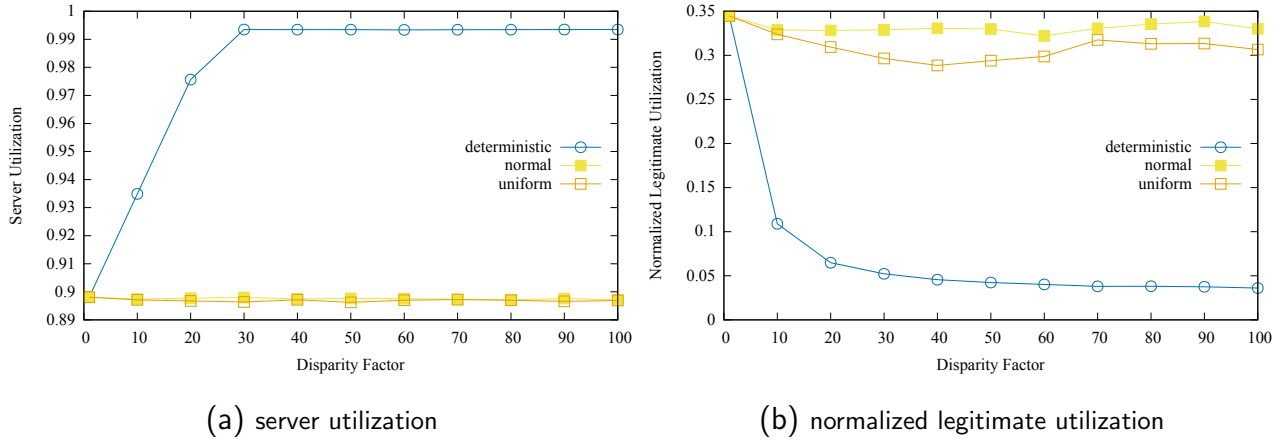 1
0.99
0.98
0.97
0.96
0.95
0.94
0.93
0.92
0.91
0.9
0.89
Server Utilization
deterministic
normal
uniform
0 10 20 30 40 50 60 70 80 90 100
Disparity Factor
(a) server utilization
0.35
0.3
0.25
0.2
0.15
0.1
0.05
0
Normalized Legitimate Utilization
deterministic
normal
uniform
0 10 20 30 40 50 60 70 80 90 100
Disparity Factor
(b) normalized legitimate utilization